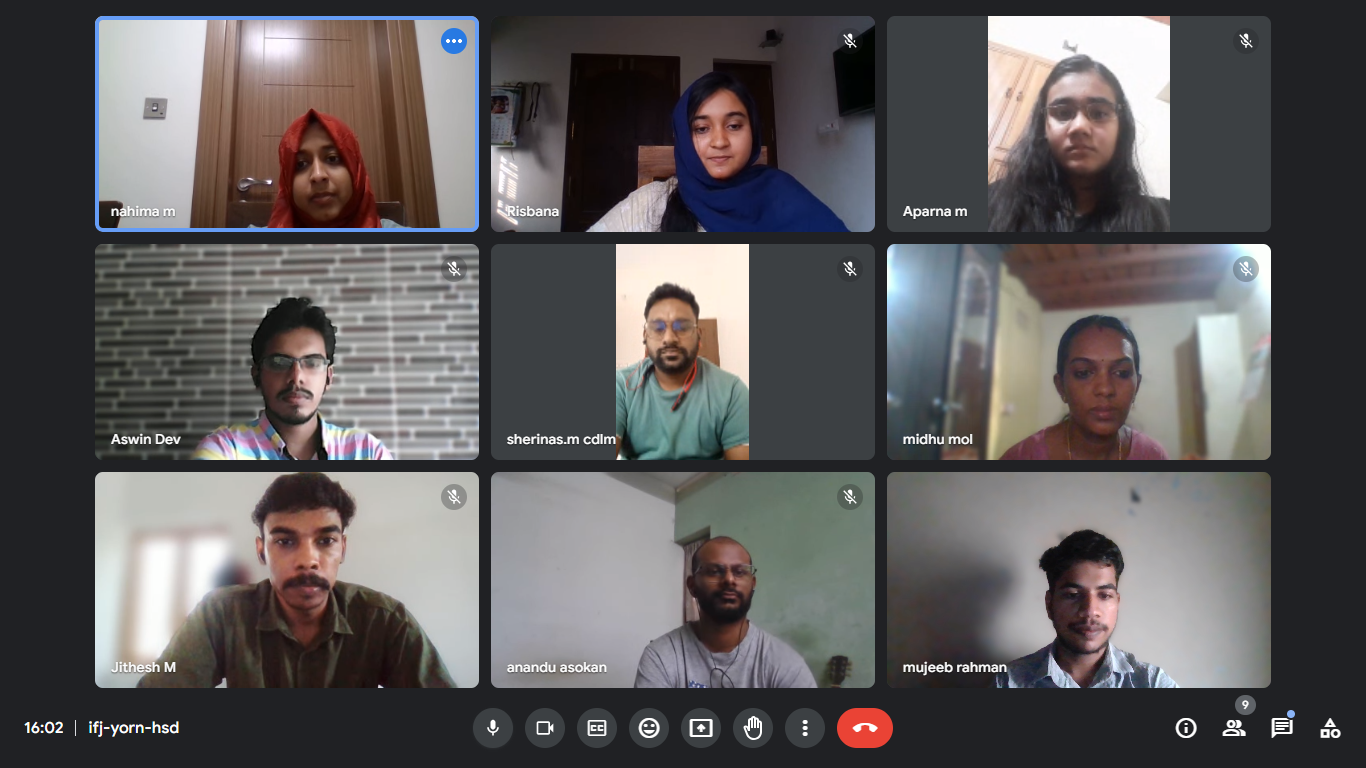 nahima m
Risbana
Aparna m
Aswin Dev
sherinas.m cdlm
midhu mol
Jithesh M
anandu asokan
mujeeb rahman
16:02 | ifj-yorn-hsd
CC
9